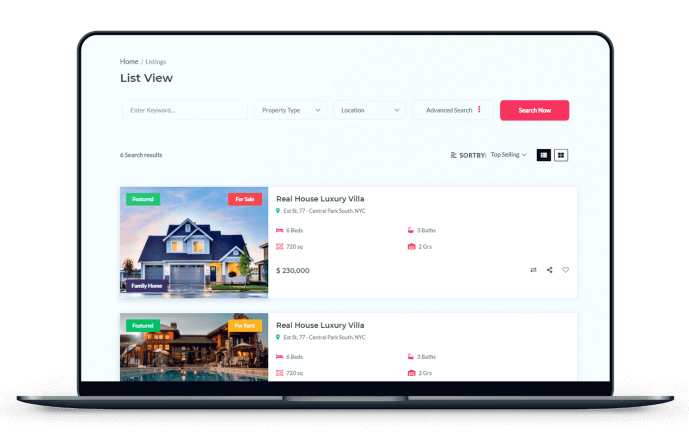 Home / Listings
List View
Enter Keyword...
Property Type
Location
Advanced Search
Search Now
6 Search results
SORTBY: Top Selling
Featured
For Sale
Family Home
Real House Luxury Villa
Est St, 77 - Central Park South, NYC
6 Beds
3 Baths
720 sq
2 Grs
$ 230,000
Featured
For Rent
Real House Luxury Villa
Est St, 77 - Central Park South, NYC
6 Beds
3 Baths
720 sq
2 Grs